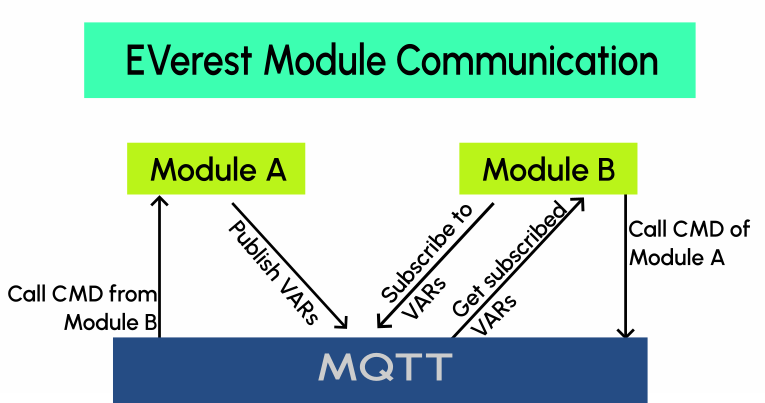 EVerest Module Communication
Module A
Module B
Call CMD from
Module B
Publish VARs
Subscribe to
VARs
Get subscribed
VARs
Call CMD of
Module A
MQTT